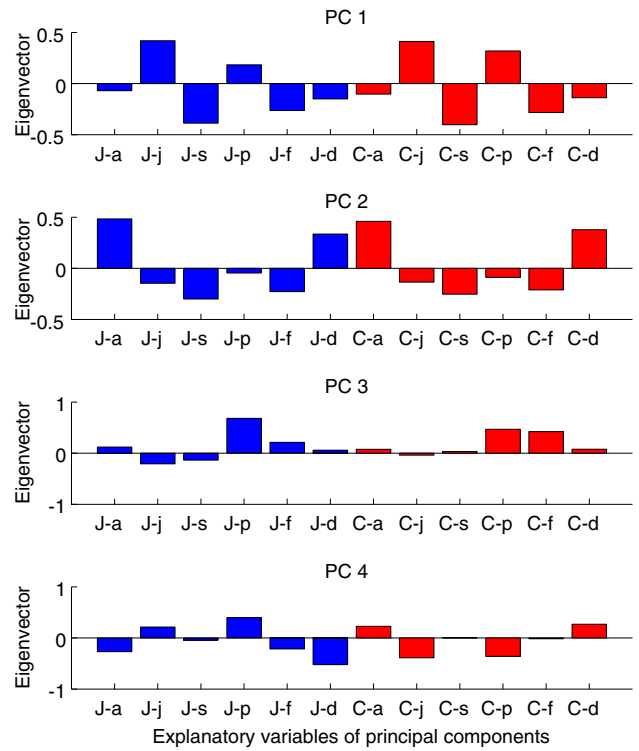 PC 1
Eigenvector
0.5
0
-0.5
J-a J-j J-s J-p J-f J-d C-a C-j C-s C-p C-f C-d
PC 2
Eigenvector
0.5
0
-0.5
J-a J-j J-s J-p J-f J-d C-a C-j C-s C-p C-f C-d
PC 3
Eigenvector
1
0
-1
J-a J-j J-s J-p J-f J-d C-a C-j C-s C-p C-f C-d
PC 4
Eigenvector
1
0
-1
J-a J-j J-s J-p J-f J-d C-a C-j C-s C-p C-f C-d
Explanatory variables of principal components